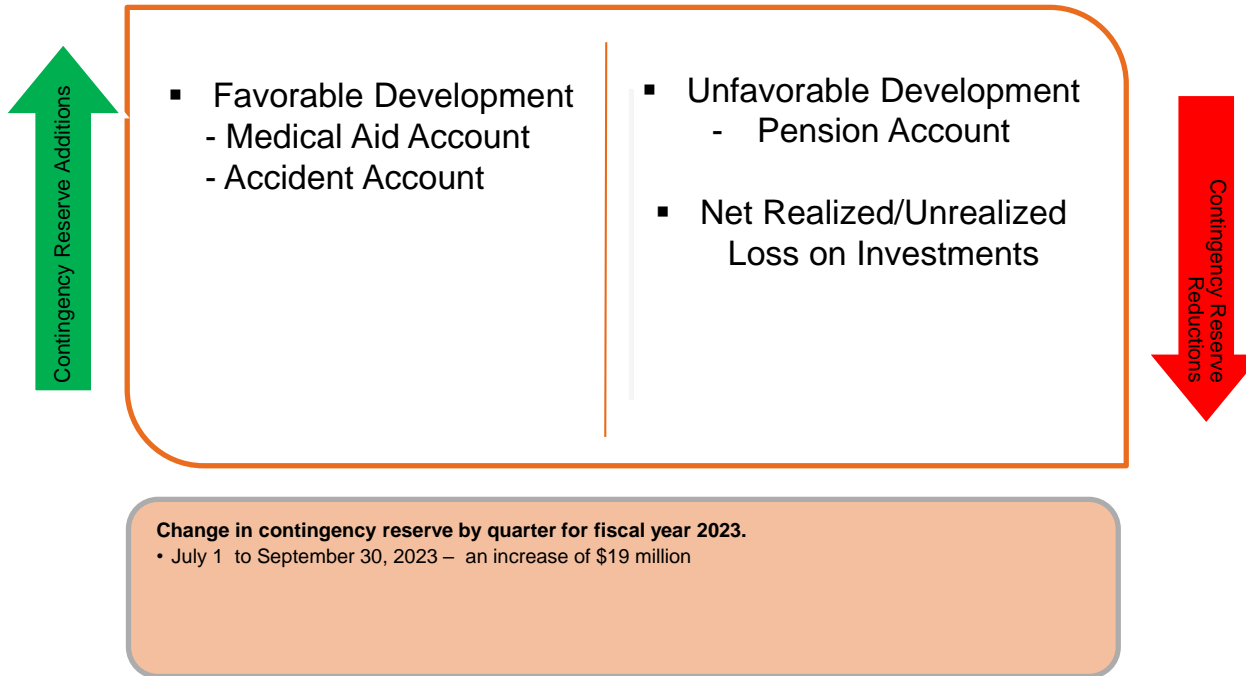 Contingency Reserve Additions
▪ Favorable Development
- Medical Aid Account
- Accident Account
▪ Unfavorable Development
- Pension Account
▪ Net Realized/Unrealized
Loss on Investments
Contingency Reserve
Reductions
Change in contingency reserve by quarter for fiscal year 2023.
• July 1 to September 30, 2023 – an increase of $19 million